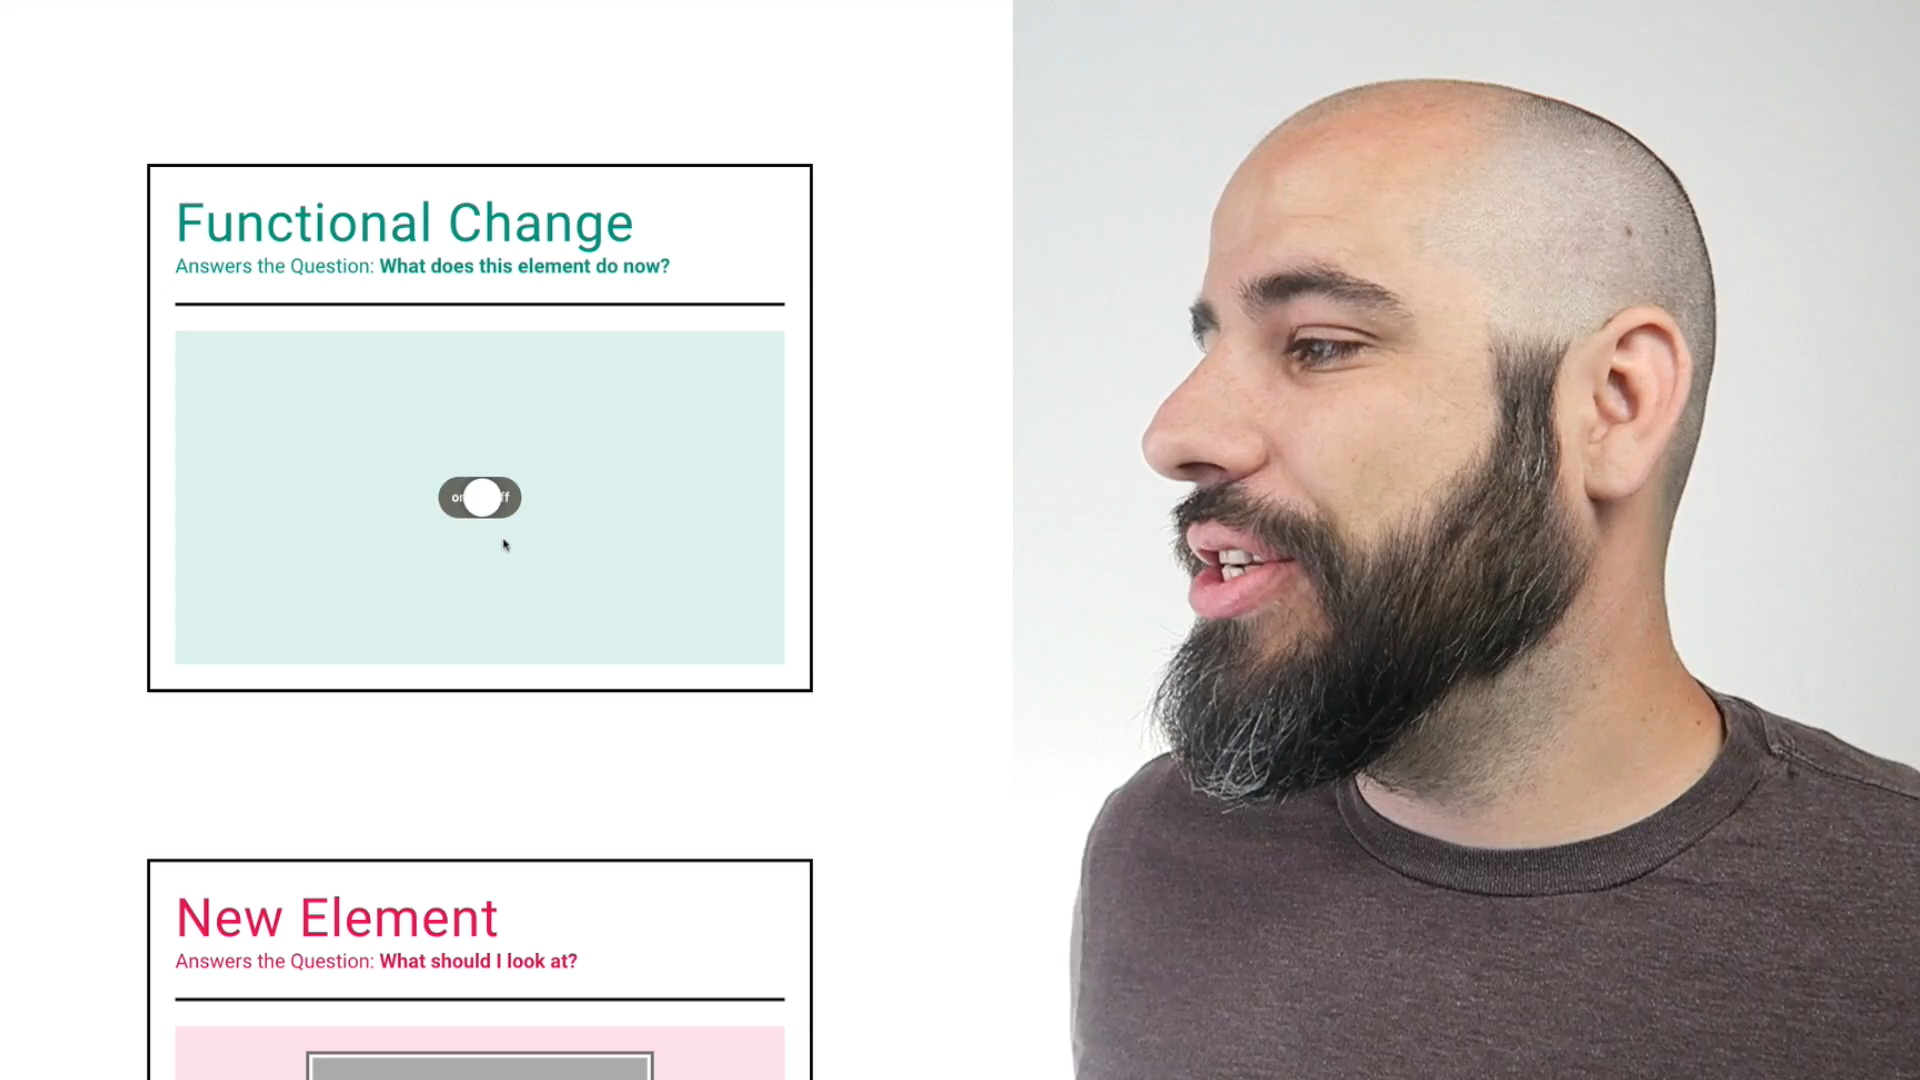 Functional Change
Answers the Question: What does this element do now?
New Element
Answers the Question: What should I look at?